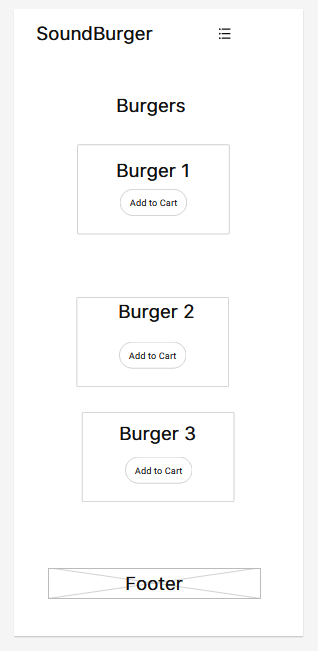 SoundBurger
Burgers
Burger 1
Add to Cart
Burger 2
Add to Cart
Burger 3
Add to Cart
Footer